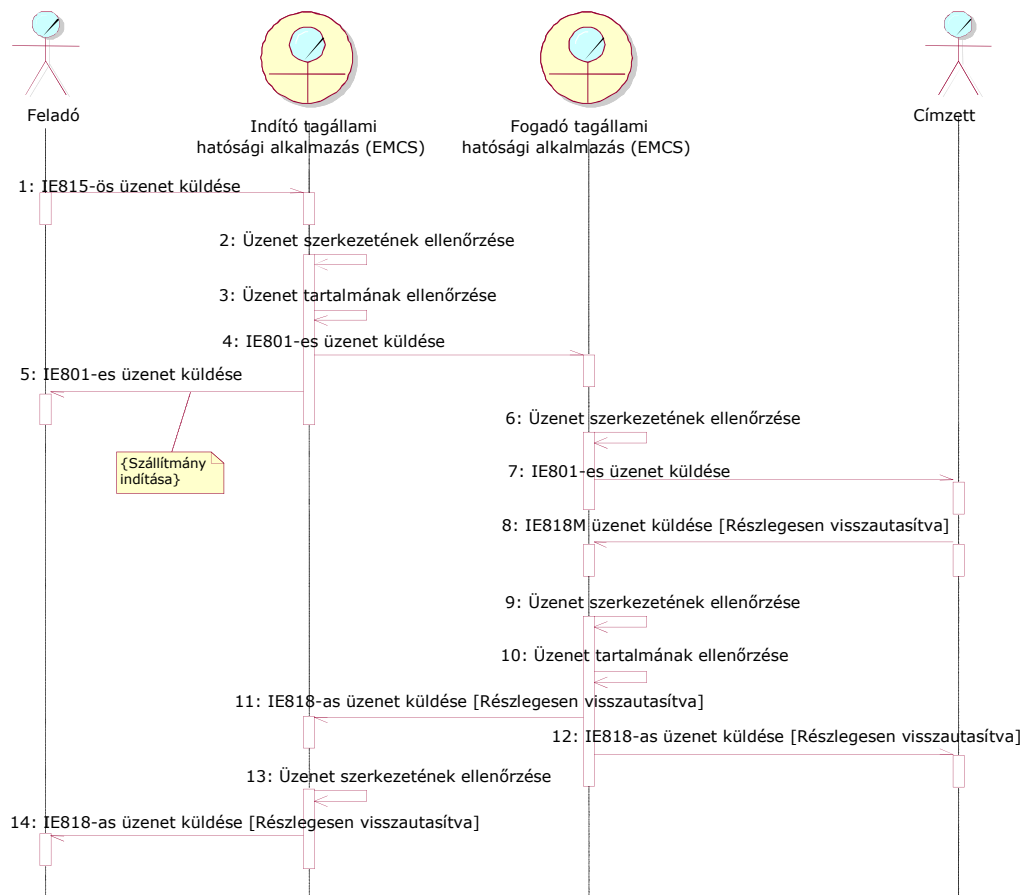 Feladó
Indító tagállami
hatósági alkalmazás (EMCS)
Fogadó tagállami
hatósági alkalmazás (EMCS)
Címzett
1: IE815-ös üzenet küldése
2: Üzenet szerkezetének ellenőrzése
3: Üzenet tartalmának ellenőrzése
4: IE801-es üzenet küldése
5: IE801-es üzenet küldése
{Szállítmány
indítása}
6: Üzenet szerkezetének ellenőrzése
7: IE801-es üzenet küldése
8: IE818M üzenet küldése [Részlegesen visszautasítva]
9: Üzenet szerkezetének ellenőrzése
10: Üzenet tartalmának ellenőrzése
11: IE818-as üzenet küldése [Részlegesen visszautasítva]
12: IE818-as üzenet küldése [Részlegesen visszautasítva]
13: Üzenet szerkezetének ellenőrzése
14: IE818-as üzenet küldése [Részlegesen visszautasítva]